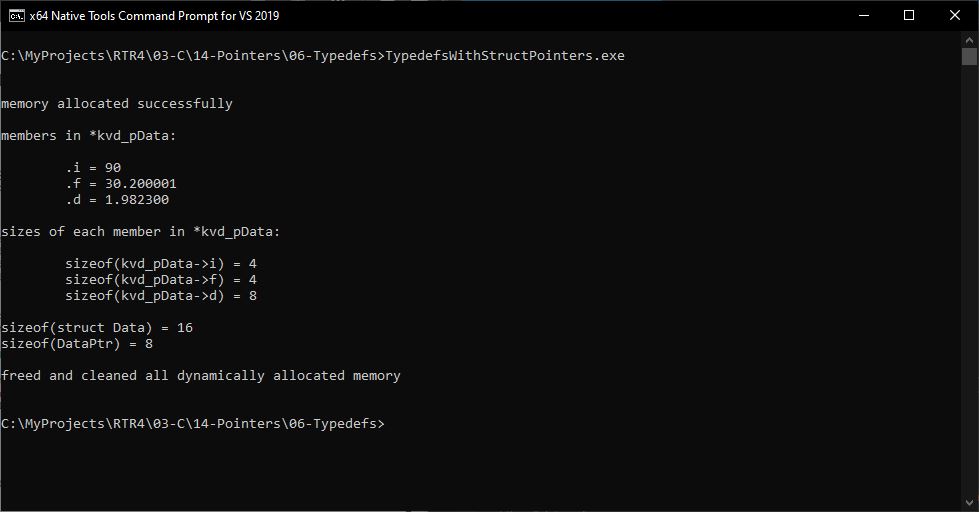 x64 Native Tools Command Prompt for VS 2019
C:\MyProjects\RTR4\03-C\14-Pointers\06-Typedefs>TypedefsWithStructPointers.exe
memory allocated successfully
members in *kvd_pData:
.i = 90
.f = 30.200001
.d = 1.982300
sizes of each member in *kvd_pData:
sizeof(kvd_pData->i) = 4
sizeof(kvd_pData->f) = 4
sizeof(kvd_pData->d) = 8
sizeof(struct Data) = 16
sizeof(DataPtr) = 8
freed and cleaned all dynamically allocated memory
C:\MyProjects\RTR4\03-C\14-Pointers\06-Typedefs>